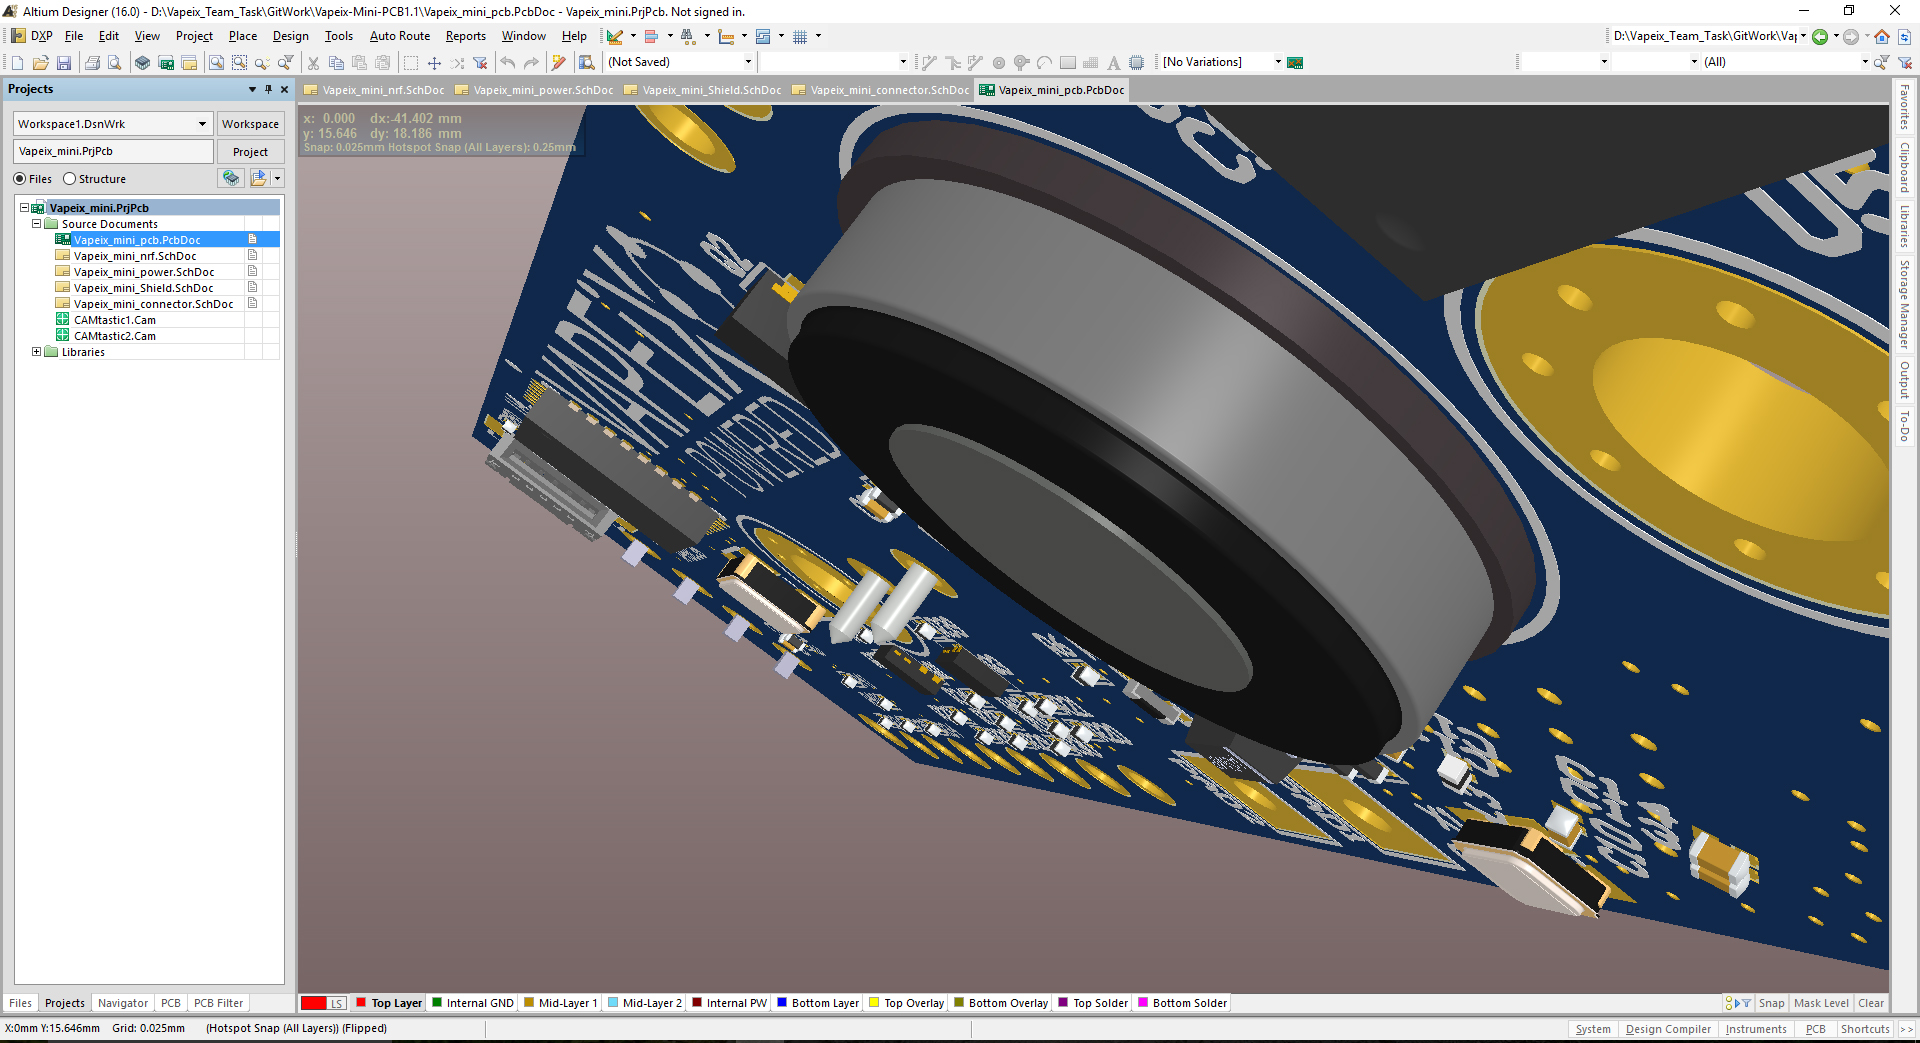 Altium Designer (16.0) - D:\Vapeix_Team_Task\GitWork\Vapeix-Mini-PCB1.1\Vapeix_mini_pcb.PcbDoc - Vapeix_mini.PrjPcb. Not signed in.
DXP File Edit View Project Place Design Tools Auto Route Reports Window Help
D:\Vapeix_Team_Task\GitWork\Vap
(Not Saved)
[No Variations]
(All)
Projects
Vapeix_mini_nrf.SchDoc Vapeix_mini_power.SchDoc Vapeix_mini_Shield.SchDoc Vapeix_mini_connector.SchDoc Vapeix_mini_pcb.PcbDoc
Workspace1.DsnWrk Workspace
Vapeix_mini.PrjPcb Project
Files Structure
Vapeix_mini.PrjPcb
Source Documents
Vapeix_mini_pcb.PcbDoc
Vapeix_mini_nrf.SchDoc
Vapeix_mini_power.SchDoc
Vapeix_mini_Shield.SchDoc
Vapeix_mini_connector.SchDoc
CAMtastic1.Cam
CAMtastic2.Cam
Libraries
x: 0.000 dx:-41.402 mm
y: 15.646 dy: 18.186 mm
Snap: 0.025mm Hotspot Snap (All Layers): 0.25mm
Favorites
Clipboard
Libraries
Storage Manager
Output
To-Do
Files Projects Navigator PCB PCB Filter
LS Top Layer Internal GND Mid-Layer 1 Mid-Layer 2 Internal PW Bottom Layer Top Overlay Bottom Overlay Top Solder Bottom Solder
Snap Mask Level Clear
X:0mm Y:15.646mm Grid: 0.025mm (Hotspot Snap (All Layers)) (Flipped)
System Design Compiler Instruments PCB Shortcuts >>